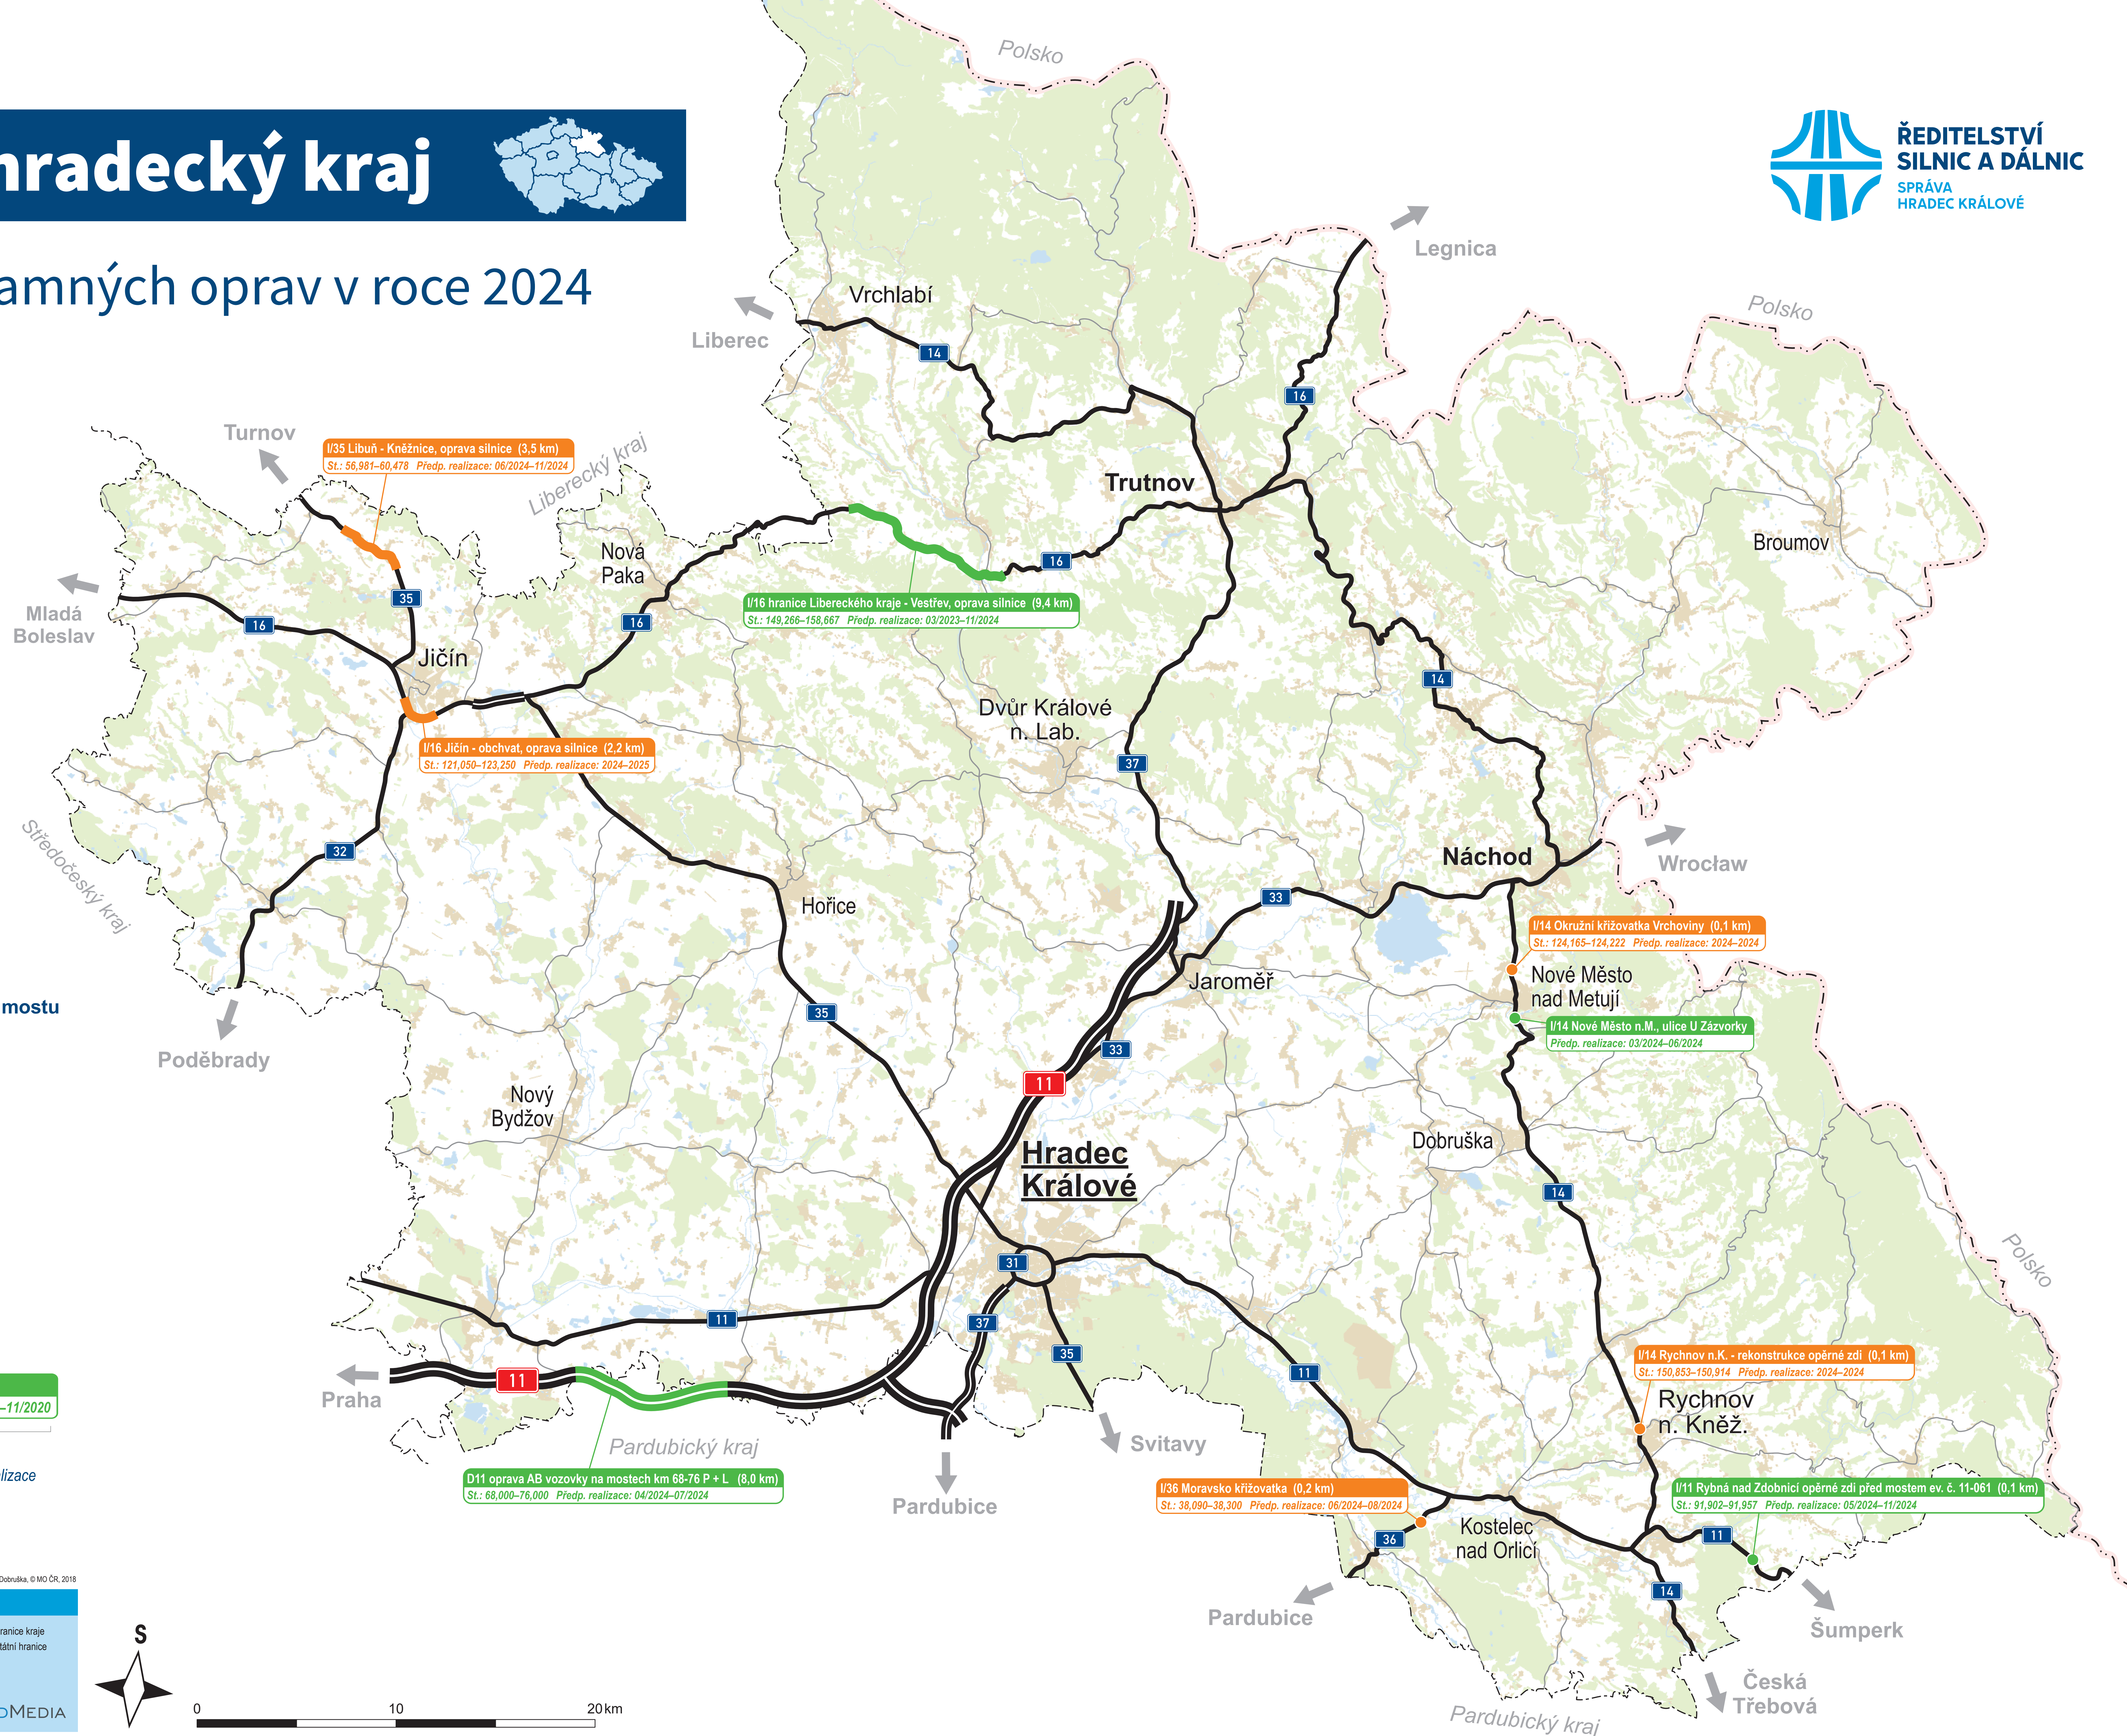 hradecký kraj
amných oprav v roce 2024
ŘEDITELSTVÍ
SILNIC A DÁLNIC
SPRÁVA
HRADEC KRÁLOVÉ
Polsko
Legnica
Polsko
Vrchlabí
Liberec
14
16
Turnov
I/35 Libuň - Kněžnice, oprava silnice (3,5 km)
St.: 56,981–60,478 Předp. realizace: 06/2024–11/2024
Liberecký kraj
Trutnov
Broumov
Nová
Paka
16
Mladá
Boleslav
35
16
16
I/16 hranice Libereckého kraje - Vestřev, oprava silnice (9,4 km)
St.: 149,266–158,667 Předp. realizace: 03/2023–11/2024
Jičín
14
Dvůr Králové
n. Lab.
I/16 Jičín - obchvat, oprava silnice (2,2 km)
St.: 121,050–123,250 Předp. realizace: 2024–2025
37
Středočeský kraj
32
Náchod
Wrocław
Hořice
33
I/14 Okružní křižovatka Vrchoviny (0,1 km)
St.: 124,165–124,222 Předp. realizace: 2024–2024
Jaroměř
Nové Město
nad Metují
mostu
35
I/14 Nové Město n.M., ulice U Zázvorky
Předp. realizace: 03/2024–06/2024
Poděbrady
33
11
Nový
Bydžov
Hradec
Králové
Dobruška
14
Polsko
31
11
37
35
11
Praha
11
I/14 Rychnov n.K. - rekonstrukce opěrné zdi (0,1 km)
St.: 150,853–150,914 Předp. realizace: 2024–2024
Rychnov
n. Kněž.
–11/2020
Pardubický kraj
Svitavy
lizace
D11 oprava AB vozovky na mostech km 68-76 P + L (8,0 km)
St.: 68,000–76,000 Předp. realizace: 04/2024–07/2024
Pardubice
I/36 Moravsko křižovatka (0,2 km)
St.: 38,090–38,300 Předp. realizace: 06/2024–08/2024
I/11 Rybná nad Zdobnicí opěrné zdi před mostem ev. č. 11-061 (0,1 km)
St.: 91,902–91,957 Předp. realizace: 05/2024–11/2024
Kostelec
nad Orlicí
36
11
Dobruška, © MO ČR, 2018
14
Pardubice
Šumperk
ranice kraje
tátní hranice
S
Česká
Třebová
OMEDIA
0 10 20 km
Pardubický kraj